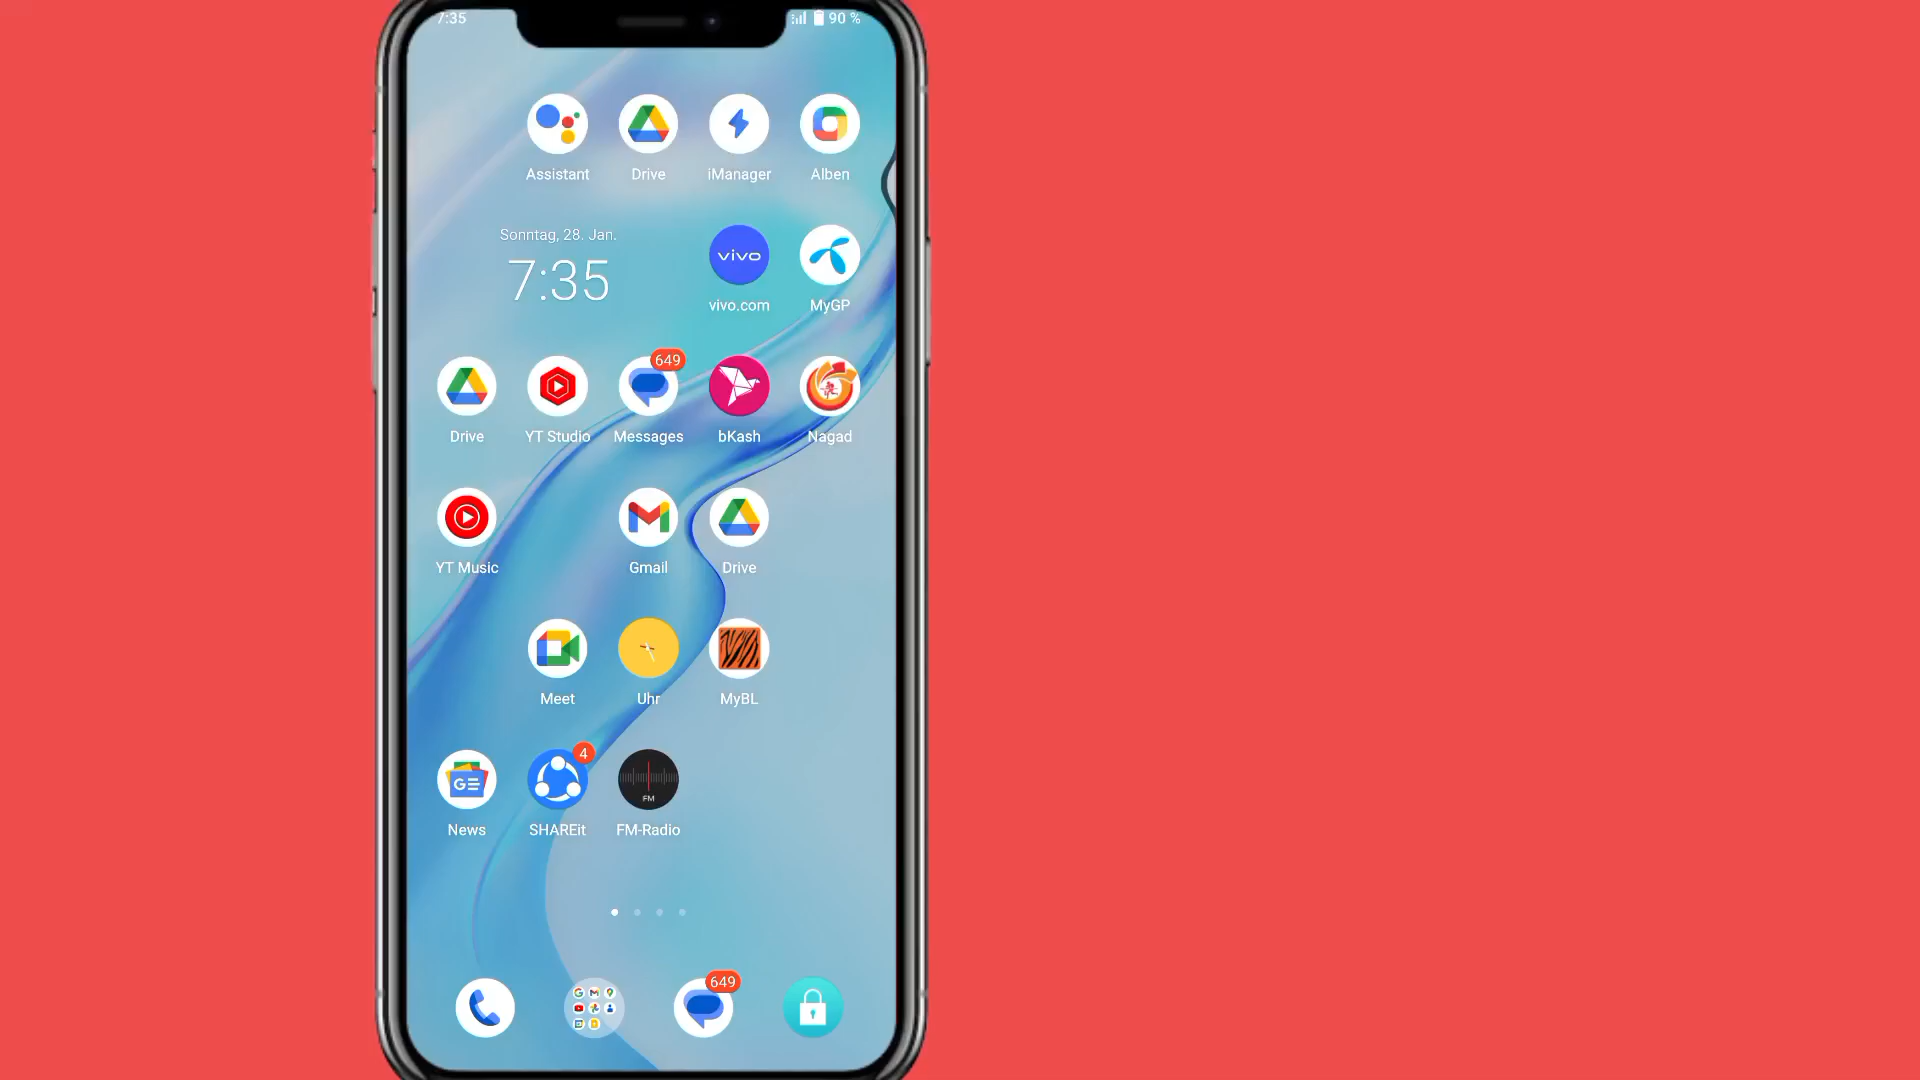 7:35
90 %
Assistant
Drive
iManager
Alben
Sonntag, 28. Jan.
7:35
vivo
vivo.com
MyGP
649
Drive
YT Studio
Messages
bKash
Nagad
YT Music
Gmail
Drive
Meet
Uhr
MyBL
4
GE
FM
News
SHAREit
FM-Radio
649